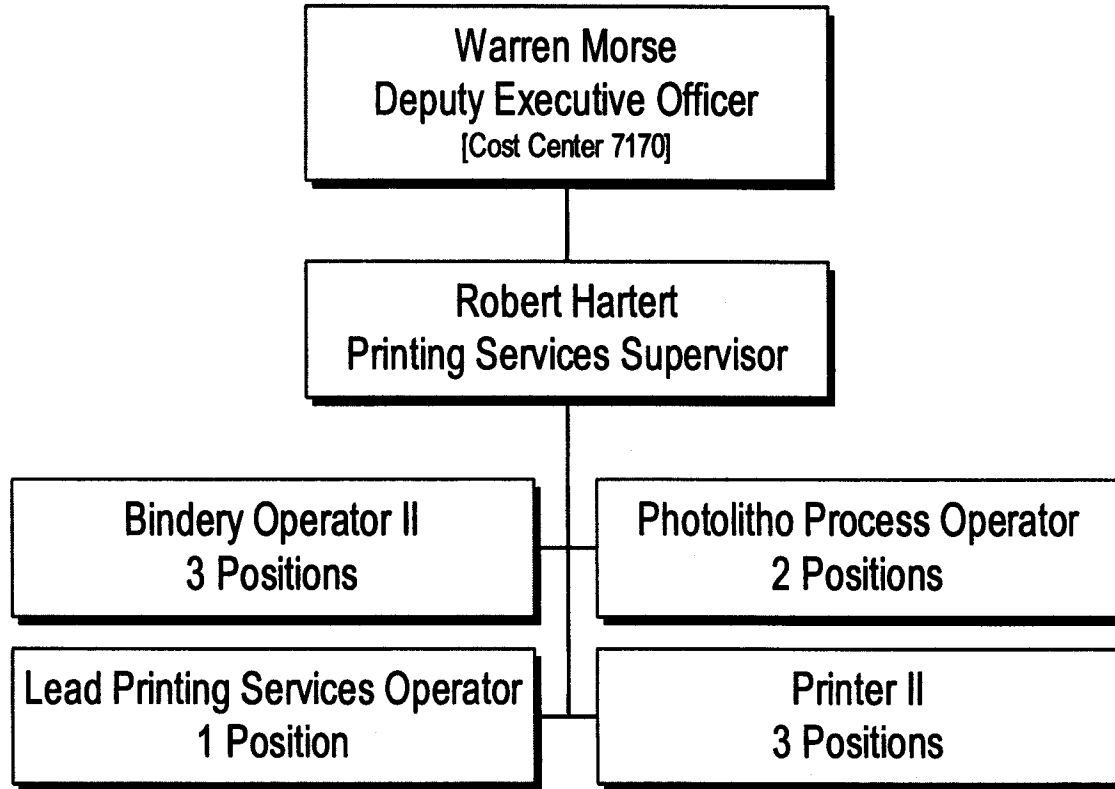 Warren Morse
Deputy Executive Officer
[Cost Center 7170]
Robert Hartert
Printing Services Supervisor
Bindery Operator II
3 Positions
Photolitho Process Operator
2 Positions
Lead Printing Services Operator
1 Position
Printer II
3 Positions